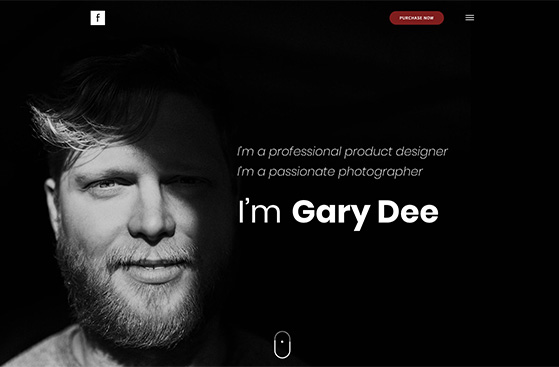 f
PURCHASE NOW
I'm a professional product designer
I'm a passionate photographer
I'm Gary Dee